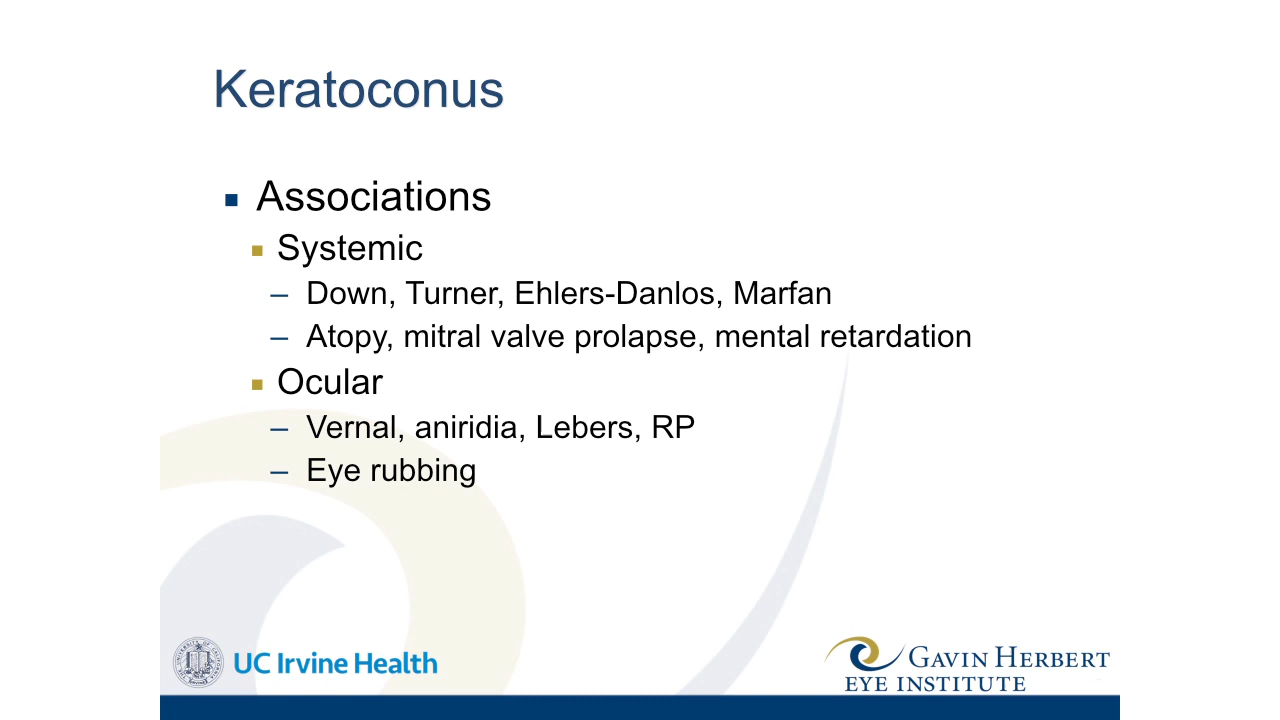 Keratoconus
Associations
Systemic
– Down, Turner, Ehlers-Danlos, Marfan
– Atopy, mitral valve prolapse, mental retardation
Ocular
– Vernal, aniridia, Lebers, RP
– Eye rubbing
UC Irvine Health
GAVIN HERBERT
EYE INSTITUTE